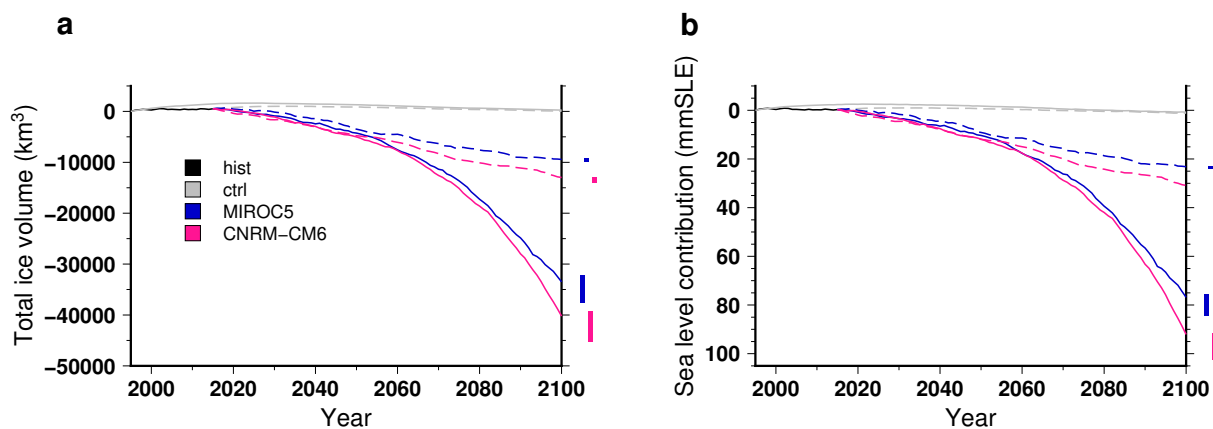 a
Total ice volume (km³)
0
−10000
−20000
−30000
−40000
−50000
hist
ctrl
MIROC5
CNRM−CM6
2000 2020 2040 2060 2080 2100
Year
b
Sea level contribution (mmSLE)
0
20
40
60
80
100
2000 2020 2040 2060 2080 2100
Year